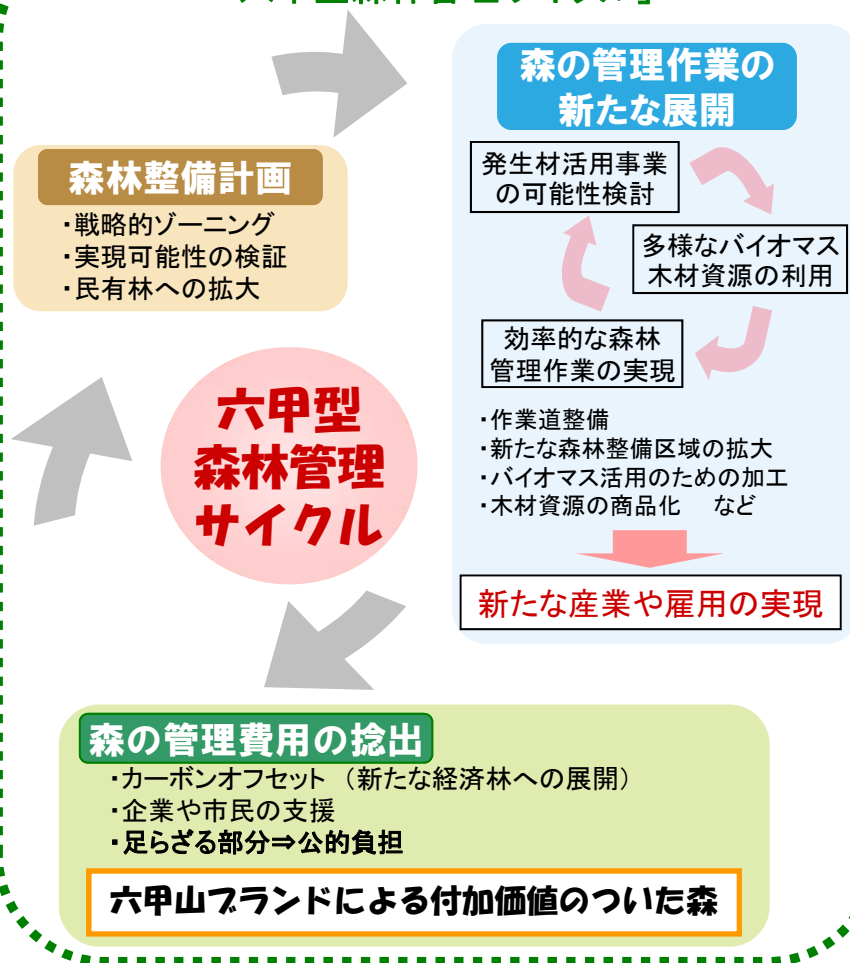 森の管理作業の
新たな展開
発生材活用事業
の可能性検討
多様なバイオマス
木材資源の利用
効率的な森林
管理作業の実現
・作業道整備
・新たな森林整備区域の拡大
・バイオマス活用のための加工
・木材資源の商品化 など
新たな産業や雇用の実現
森林整備計画
・戦略的ゾーニング
・実現可能性の検証
・民有林への拡大
六甲型
森林管理
サイクル
森の管理費用の捻出
・カーボンオフセット （新たな経済林への展開）
・企業や市民の支援
・足らざる部分⇒公的負担
六甲山ブランドによる付加価値のついた森